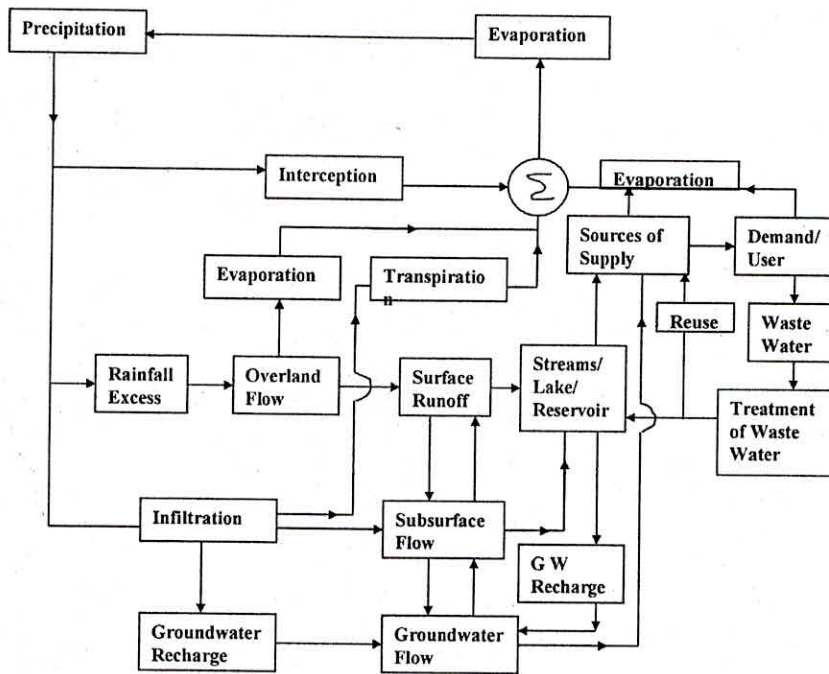 Precipitation
Evaporation
Interception
Σ
Evaporation
Sources of
Supply
Demand/
User
Evaporation
Transpiratio
n
Reuse
Waste
Water
Rainfall
Excess
Overland
Flow
Surface
Runoff
Streams/
Lake/
Reservoir
Treatment
of Waste
Water
Infiltration
Subsurface
Flow
G W
Recharge
Groundwater
Recharge
Groundwater
Flow